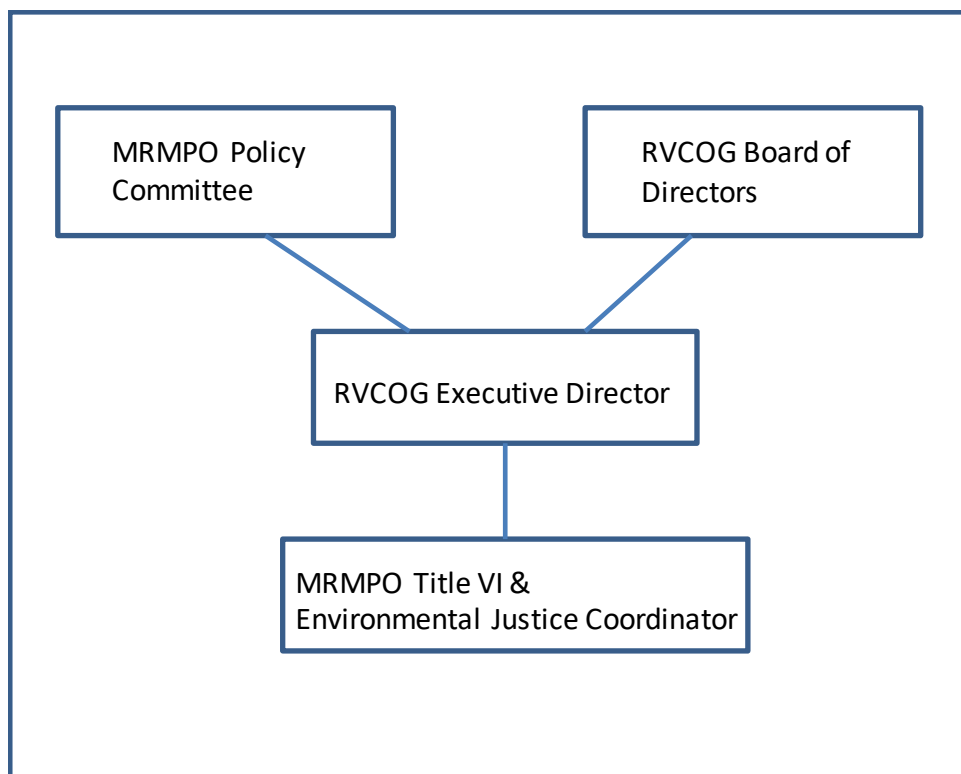 MRMPO Policy
Committee
RVCOG Board of
Directors
RVCOG Executive Director
MRMPO Title VI &
Environmental Justice Coordinator